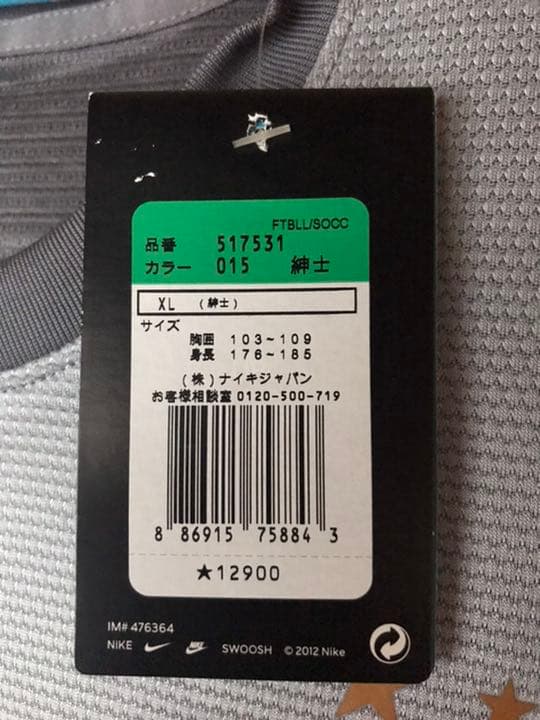 FTBLL/SOCC
品番 517531
カラー 015 紳士
XL (紳士)
サイズ
胸囲 103~109
身長 176~185
(株)ナイキジャパン
お客様相談室 0120-500-719
8 86915 75884 3
★12900
IM# 476364
NIKE SWOOSH © 2012 Nike